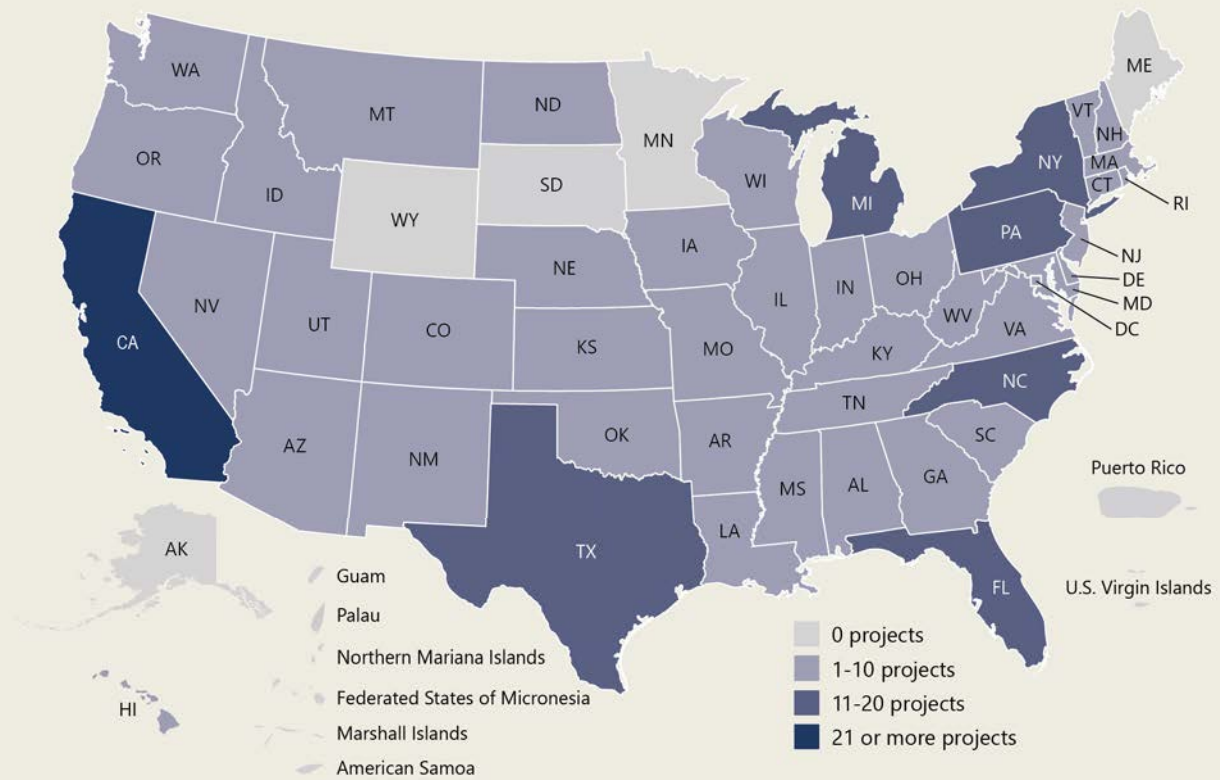 ME
WA
MT
ND
VT
NH
MN
OR
MA
NY
ID
SD
WI
CT
MI
RI
WY
PA
IA
NJ
NE
OH
DE
NV
IL
IN
MD
UT
CO
WV
DC
CA
KS
MO
VA
KY
NC
TN
AZ
OK
AR
SC
NM
Puerto Rico
MS
AL
GA
LA
AK
TX
Guam
FL
U.S. Virgin Islands
Palau
0 projects
Northern Mariana Islands
1-10 projects
Federated States of Micronesia
11-20 projects
HI
Marshall Islands
21 or more projects
American Samoa